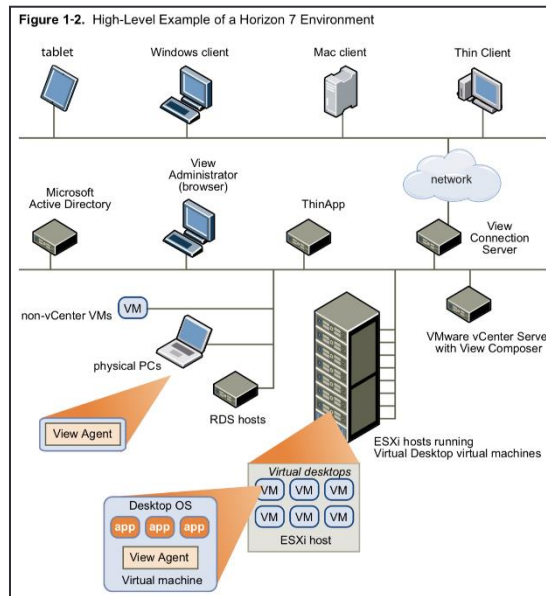 Figure 1-2. High-Level Example of a Horizon 7 Environment
tablet
Windows client
Mac client
Thin Client
network
Microsoft
Active Directory
View
Administrator
(browser)
ThinApp
View
Connection
Server
non-vCenter VMs
VM
physical PCs
RDS hosts
VMware vCenter Serve
with View Composer
View Agent
ESXi hosts running
Virtual Desktop virtual machines
Virtual desktops
VM VM VM
VM VM VM
ESXi host
Desktop OS
app app app
View Agent
Virtual machine